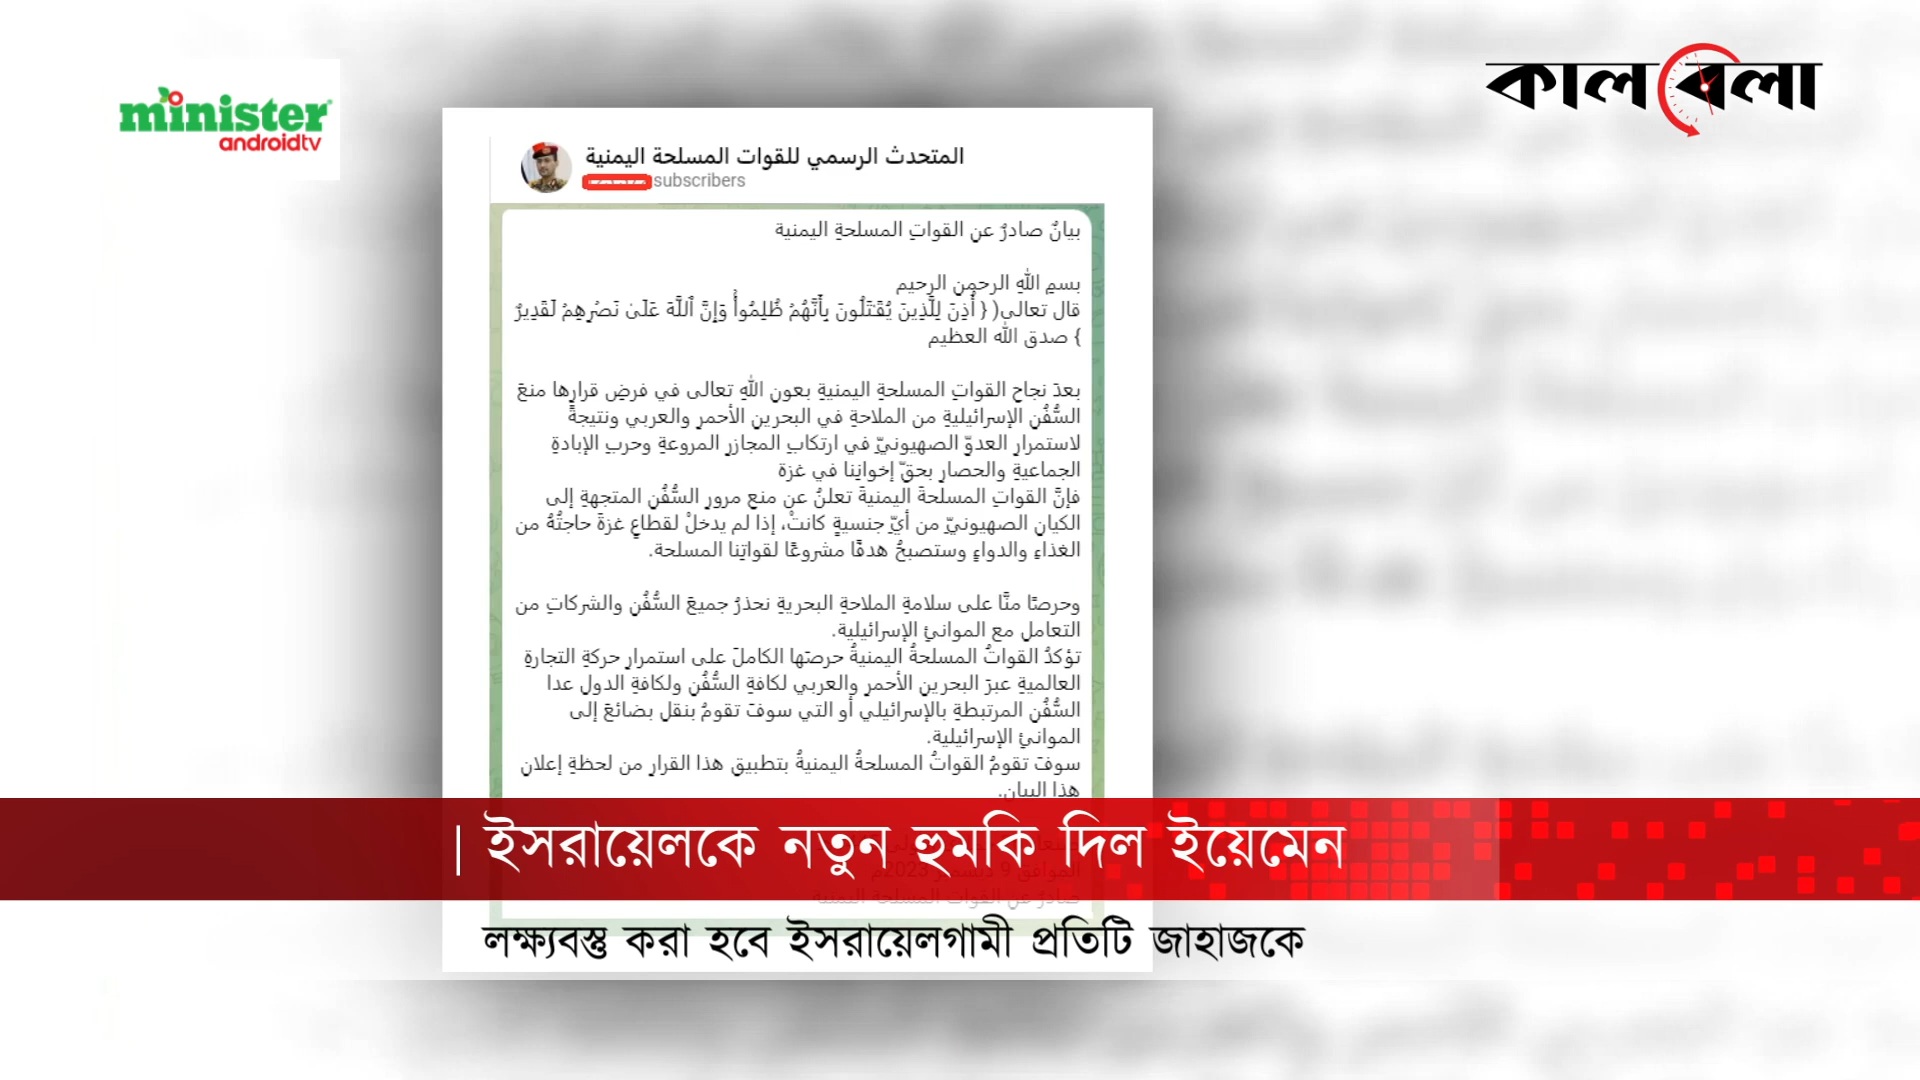 minister
androidtv
কালবেলা
المتحدث الرسمي للقوات المسلحة اليمنية
subscribers
بيانٌ صادرٌ عن القواتِ المسلحةِ اليمنية
بسمِ اللهِ الرحمنِ الرحيم
قال تعالى( { أُذِنَ لِلَّذِينَ يُقَٰتَلُونَ بِأَنَّهُمۡ ظُلِمُواْۚ وَإِنَّ ٱللَّهَ عَلَىٰ نَصۡرِهِمۡ لَقَدِيرٌ
} صدق الله العظيم
بعدَ نجاحِ القواتِ المسلحةِ اليمنيةِ بعونِ اللهِ تعالى في فرضِ قرارِها منعَ
السُّفُنِ الإسرائيليةِ من الملاحةِ في البحرينِ الأحمرِ والعربي ونتيجةً
لاستمرارِ العدوِّ الصهيونيِّ في ارتكابِ المجازرِ المروعةِ وحربِ الإبادةِ
الجماعيةِ والحصارِ بحقِّ إخوانِنا في غزة
فإنَّ القواتِ المسلحةَ اليمنيةَ تعلنُ عن منعِ مرورِ السُّفُنِ المتجهةِ إلى
الكيانِ الصهيونيِّ من أيِّ جنسيةٍ كانتْ، إذا لم يدخلْ لقطاعِ غزةَ حاجتُهُ من
الغذاءِ والدواءِ وستصبحُ هدفًا مشروعًا لقواتِنا المسلحة.
وحرصًا منَّا على سلامةِ الملاحةِ البحريةِ نحذرُ جميعَ السُّفُنِ والشركاتِ من
التعاملِ مع الموانئِ الإسرائيلية.
تؤكدُ القواتُ المسلحةُ اليمنيةُ حرصَها الكاملَ على استمرارِ حركةِ التجارةِ
العالميةِ عبرَ البحرينِ الأحمرِ والعربي لكافةِ السُّفُنِ ولكافةِ الدولِ عدا
السُّفُنِ المرتبطةِ بالإسرائيلي أو التي سوفَ تقومُ بنقلِ بضائعَ إلى
الموانئِ الإسرائيلية.
سوفَ تقومُ القواتُ المسلحةُ اليمنيةُ بتطبيقِ هذا القرارِ من لحظةِ إعلانِ
هذا البيان.
| ইসরায়েলকে নতুন হুমকি দিল ইয়েমেন
الموافق 9 ديسمبر 2023م
صادرٌ عن القواتِ المسلحةِ اليمنية
লক্ষ্যবস্তু করা হবে ইসরায়েলগামী প্রতিটি জাহাজকে